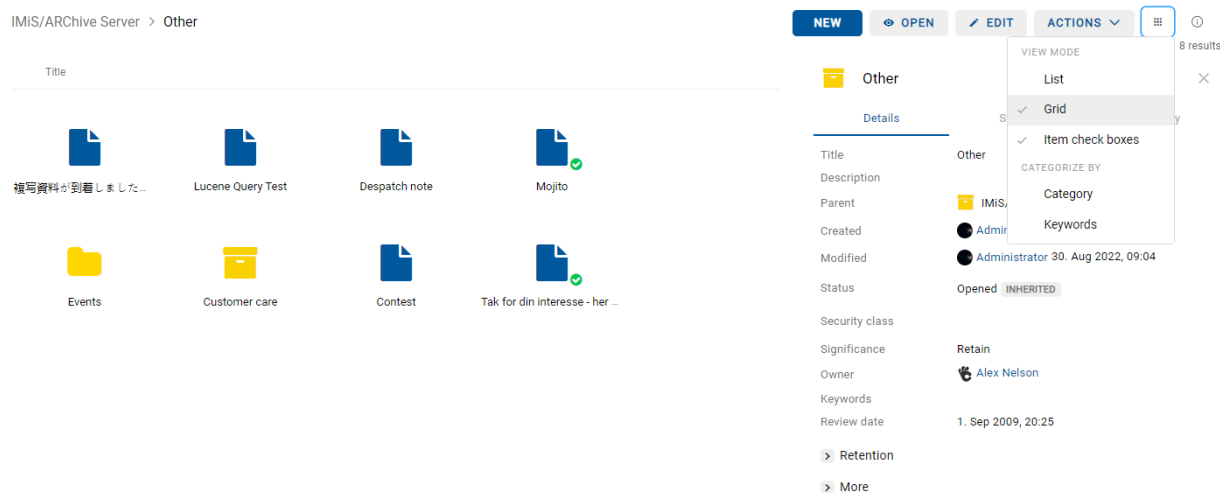 IMiS/ARChive Server > Other
NEW
OPEN
EDIT
ACTIONS
8 results
Title
VIEW MODE
List
Grid
Item check boxes
CATEGORIZE BY
Category
Keywords
複写資料が到着しました...
Lucene Query Test
Despatch note
Mojito
Events
Customer care
Contest
Tak for din interesse - her ...
Other
Details
Title Other
Description
Parent IMiS/
Created Admin
Modified Administrator 30. Aug 2022, 09:04
Status Opened INHERITED
Security class
Significance Retain
Owner Alex Nelson
Keywords
Review date 1. Sep 2009, 20:25
Retention
More